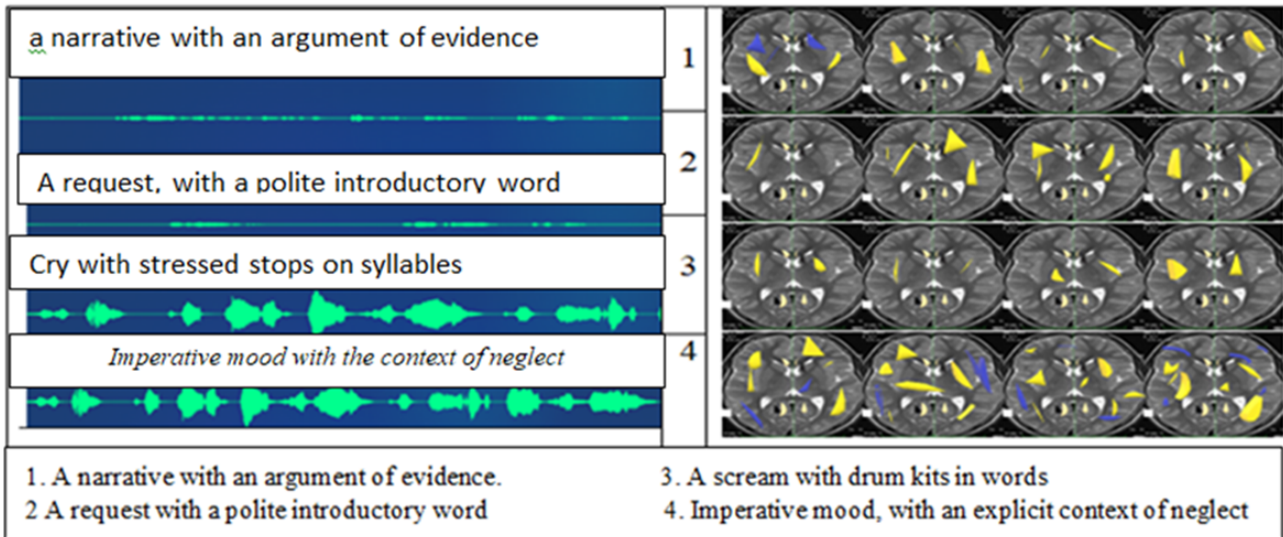 a narrative with an argument of evidence
1
A request, with a polite introductory word
2
Cry with stressed stops on syllables
3
Imperative mood with the context of neglect
4
1. A narrative with an argument of evidence.
3. A scream with drum kits in words
2 A request with a polite introductory word
4. Imperative mood, with an explicit context of neglect